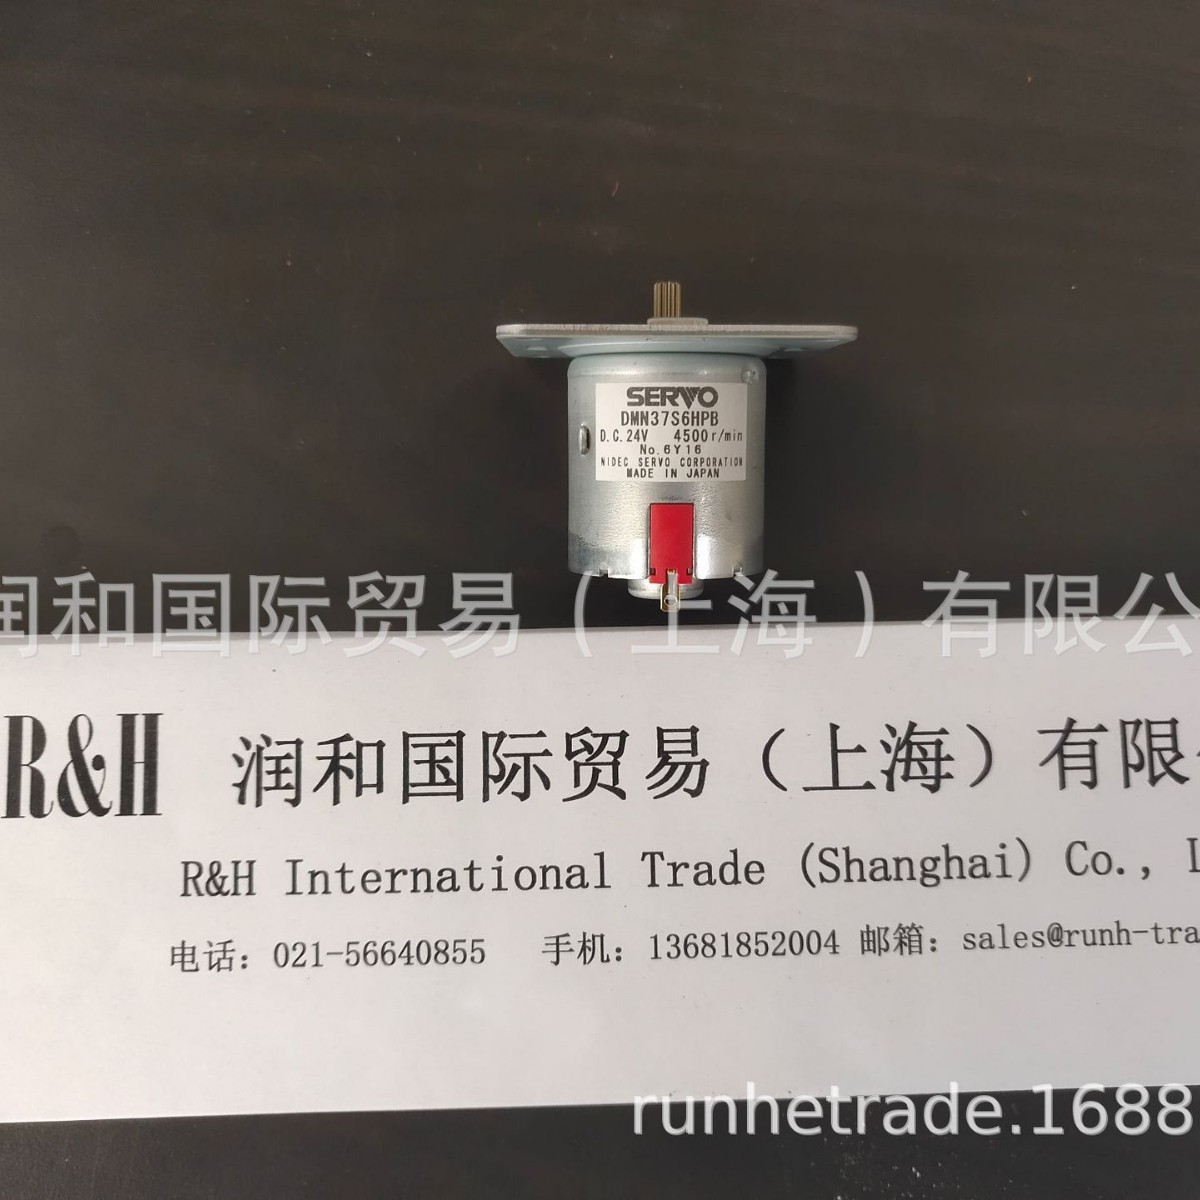 SERVO
DMN37S6HPB
D.C.24V 4500r/min
No.6Y16
NIDEC SERVO CORPORATION
MADE IN JAPAN
润和国际贸易(上海)有限公
R&H 润和国际贸易（上海）有限
R&H International Trade (Shanghai) Co., L
电话：021-56640855 手机：13681852004 邮箱：sales@runh-tra
runhetrade.1688